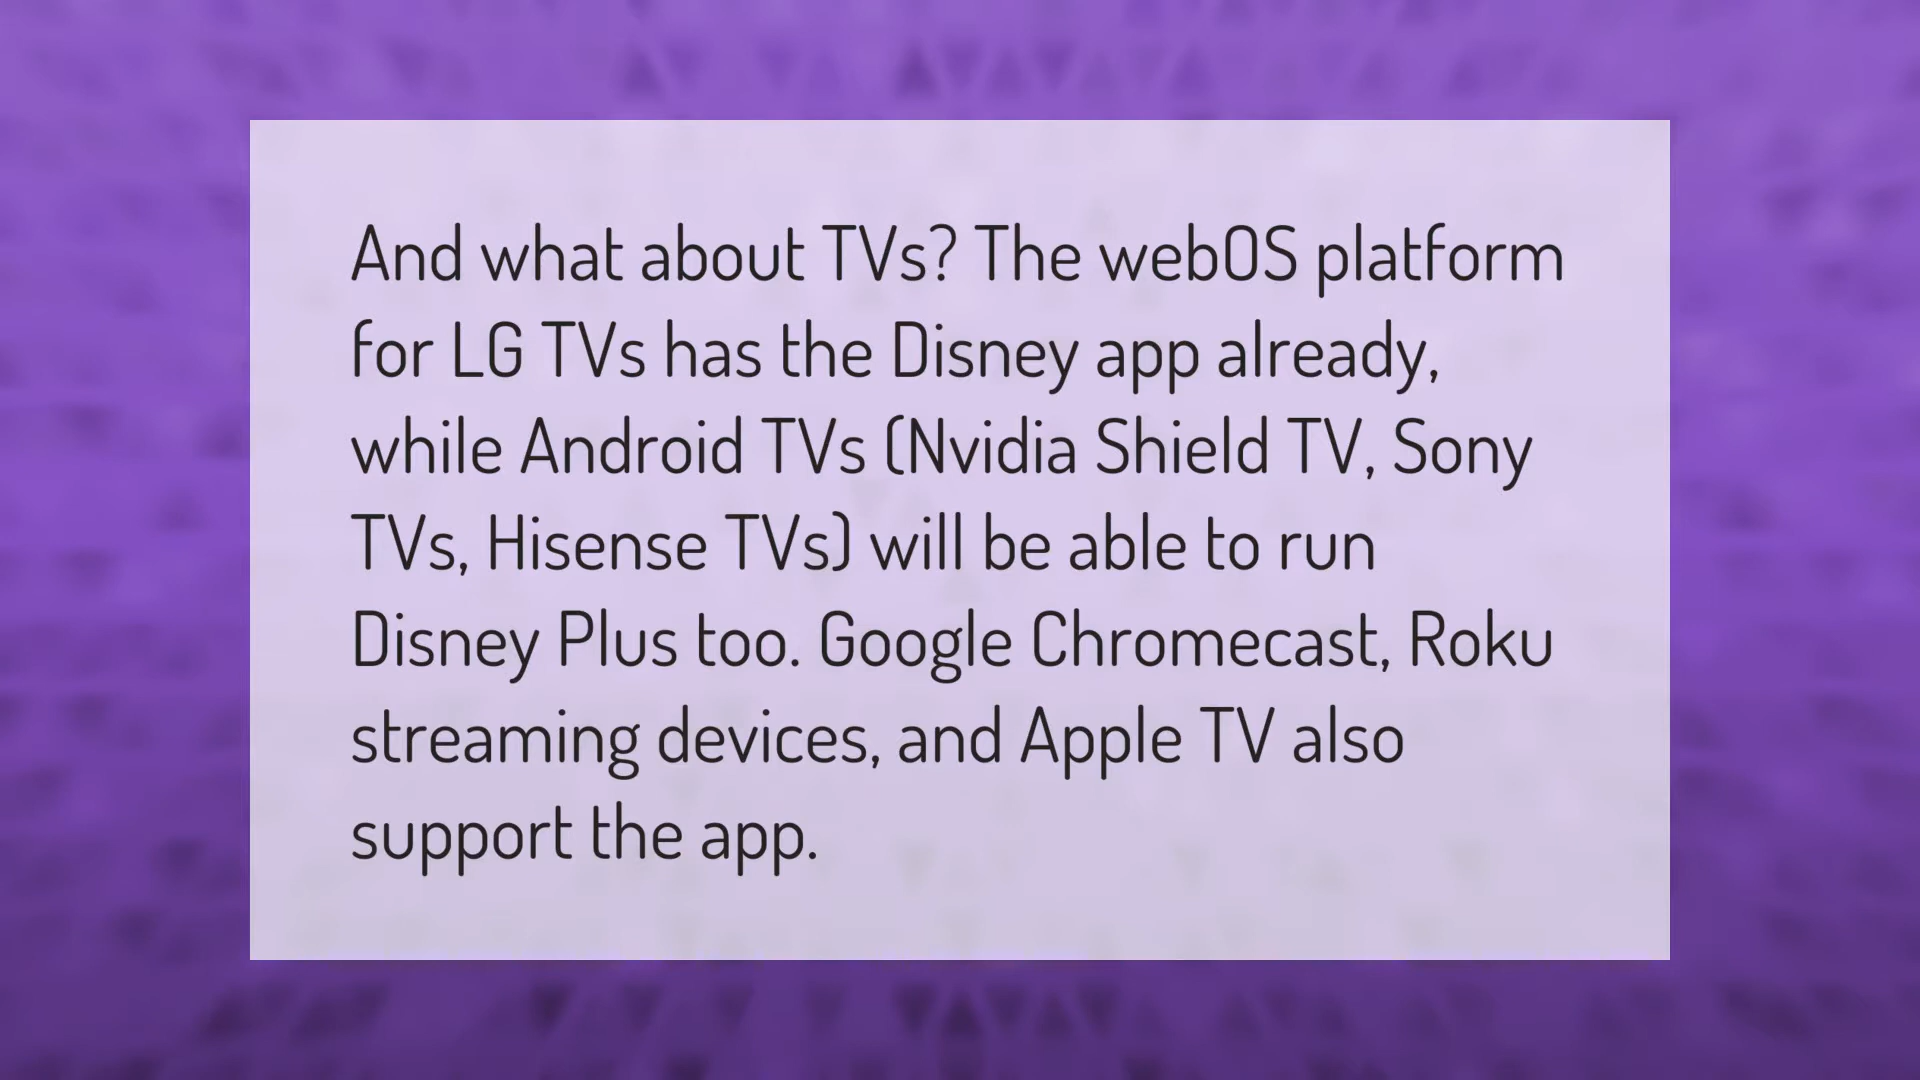 And what about TVs? The webOS platform
for LG TVs has the Disney app already,
while Android TVs (Nvidia Shield TV, Sony
TVs, Hisense TVs) will be able to run
Disney Plus too. Google Chromecast, Roku
streaming devices, and Apple TV also
support the app.